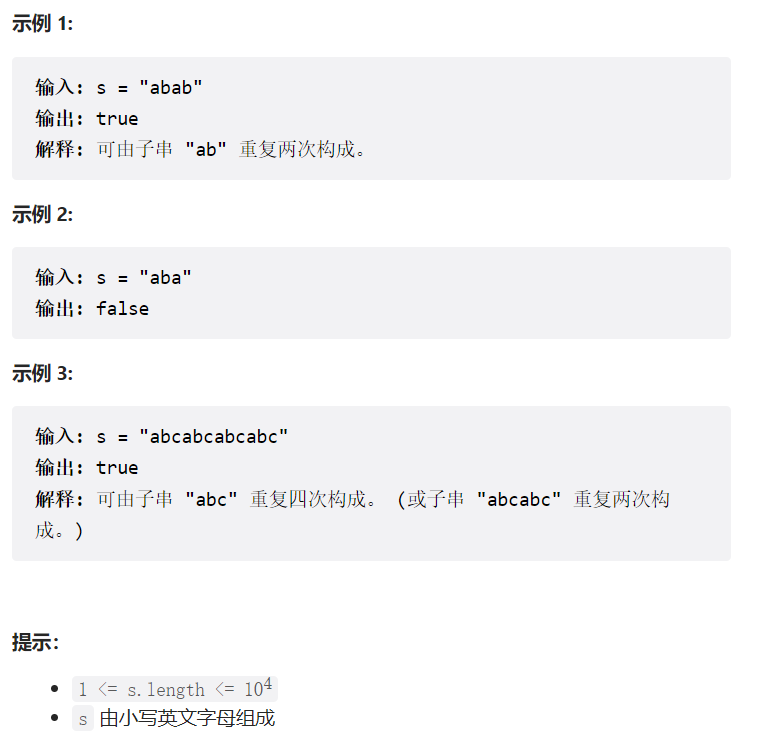 示例 1:
输入: s = "abab"
输出: true
解释: 可由子串 "ab" 重复两次构成。
示例 2:
输入: s = "aba"
输出: false
示例 3:
输入: s = "abcabcabcabc"
输出: true
解释: 可由子串 "abc" 重复四次构成。 (或子串 "abcabc" 重复两次构
成。)
提示：
• 1 <= s.length <= 10⁴
• s 由小写英文字母组成